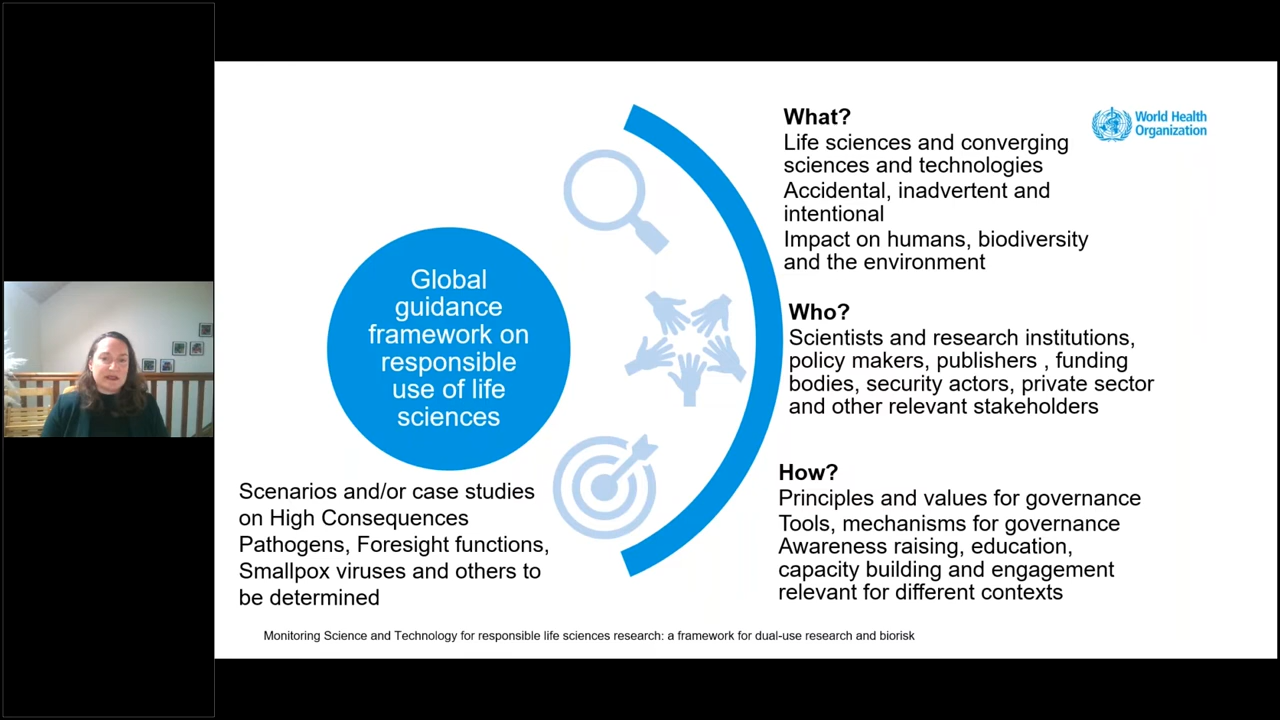 Global
guidance
framework on
responsible
use of life
sciences
Scenarios and/or case studies
on High Consequences
Pathogens, Foresight functions,
Smallpox viruses and others to
be determined
What?
Life sciences and converging
sciences and technologies
Accidental, inadvertent and
intentional
Impact on humans, biodiversity
and the environment
World Health
Organization
Who?
Scientists and research institutions,
policy makers, publishers , funding
bodies, security actors, private sector
and other relevant stakeholders
How?
Principles and values for governance
Tools, mechanisms for governance
Awareness raising, education,
capacity building and engagement
relevant for different contexts
Monitoring Science and Technology for responsible life sciences research: a framework for dual-use research and biorisk